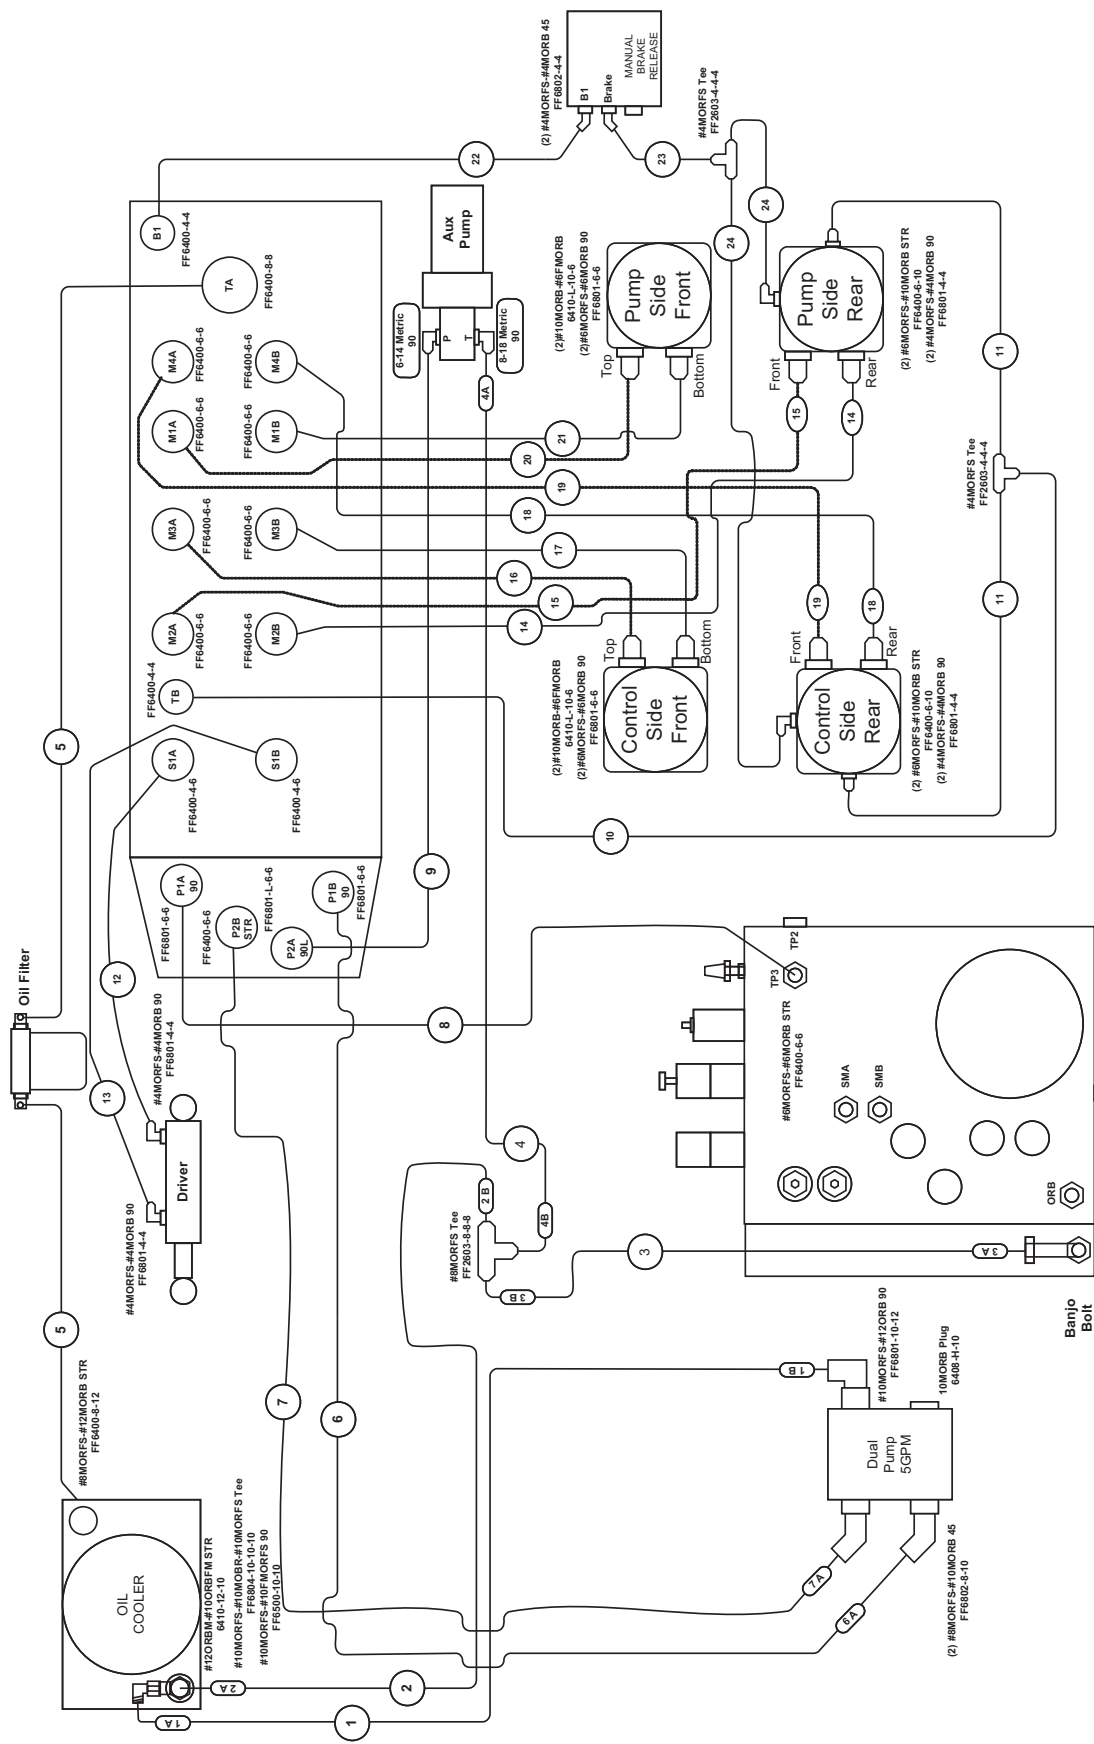 (2) #4MORFS-#4MORB 45
FF6802-4-4
B1
Brake
MANUAL
BRAKE
RELEASE
22
23
#4MORFS Tee
FF2603-4-4-4
24
24
B1
FF6400-4-4
TA
FF6400-8-8
M4A
FF6400-6-6
M4B
FF6400-6-6
M1A
FF6400-6-6
M1B
FF6400-6-6
M3A
FF6400-6-6
M3B
FF6400-6-6
M2A
FF6400-6-6
M2B
FF6400-6-6
TB
FF6400-4-4
S1A
FF6400-4-6
S1B
FF6400-4-6
P1A
90
FF6801-6-6
P2B
STR
FF6400-6-6
P2A
90L
FF6801-L-6-6
P1B
90
FF6801-6-6
Aux
Pump
6-14 Metric
90
P
T
8-18 Metric
90
4A
Pump
Side
Front
(2)#10MORB-#6FMORB
6410-L-10-6
(2)#6MORFS-#6MORB 90
FF6801-6-6
Top
Bottom
Pump
Side
Rear
(2) #6MORFS-#10MORB STR
FF6400-6-10
(2) #4MORFS-#4MORB 90
FF6801-4-4
Front
Rear
15
14
21
20
19
18
17
16
15
14
11
#4MORFS Tee
FF2603-4-4-4
11
19
18
Control
Side
Front
(2)#10MORB-#6FMORB
6410-L-10-6
(2)#6MORFS-#6MORB 90
FF6801-6-6
Top
Bottom
Control
Side
Rear
(2) #6MORFS-#10MORB STR
FF6400-6-10
(2) #4MORFS-#4MORB 90
FF6801-4-4
Front
Rear
10
9
5
Oil Filter
12
13
8
#4MORFS-#4MORB 90
FF6801-4-4
Driver
#4MORFS-#4MORB 90
FF6801-4-4
TP2
TP3
#6MORFS-#6MORB STR
FF6400-6-6
SMA
SMB
ORB
4
2 B
4B
#8MORFS Tee
FF2603-8-8-8
3 B
3
3 A
Banjo
Bolt
5
#8MORFS-#12MORB STR
FF6400-8-12
7
6
1 B
#10MORFS-#12ORB 90
FF6801-10-12
10MORB Plug
6408-H-10
Dual
Pump
5GPM
7 A
6 A
(2) #8MORFS-#10MORB 45
FF6802-8-10
OIL
COOLER
#12ORBM-#10ORBFM STR
6410-12-10
#10MORFS-#10MOBR-#10MORFS Tee
FF6804-10-10-10
#10MORFS-#10FMORFS 90
FF6500-10-10
2 A
2
1 A
1